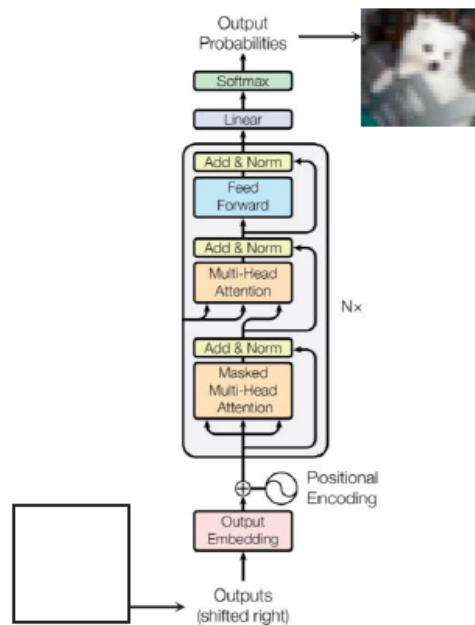 Output
Probabilities
Softmax
Linear
Add & Norm
Feed
Forward
Add & Norm
Multi-Head
Attention
N×
Add & Norm
Masked
Multi-Head
Attention
Positional
Encoding
Output
Embedding
Outputs
(shifted right)